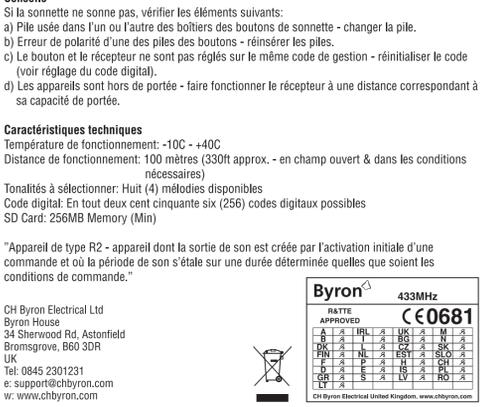 Conseils
Si la sonnette ne sonne pas, vérifier les éléments suivants:
a) Pile usée dans l'un ou l'autre des boîtiers des boutons de sonnette - changer la pile.
b) Erreur de polarité d'une des piles des boutons - réinsérer les piles.
c) Le bouton et le récepteur ne sont pas réglés sur le même code de gestion - réinitialiser le code
(voir réglage du code digital).
d) Les appareils sont hors de portée - faire fonctionner le récepteur à une distance correspondant à
sa capacité de portée.
Caractéristiques techniques
Température de fonctionnement: -10C - +40C
Distance de fonctionnement: 100 mètres (330ft approx. - en champ ouvert & dans les conditions
nécessaires)
Tonalités à sélectionner: Huit (4) mélodies disponibles
Code digital: En tout deux cent cinquante six (256) codes digitaux possibles
SD Card: 256MB Memory (Min)
"Appareil de type R2 - appareil dont la sortie de son est créée par l'activation initiale d'une
commande et où la période de son s'étale sur une durée déterminée quelles que soient les
conditions de commande."
CH Byron Electrical Ltd
Byron House
34 Sherwood Rd, Astonfield
Bromsgrove, B60 3DR
UK
Tel: 0845 2301231
e: support@chbyron.com
w: www.chbyron.com
Byron
433MHz
R&TTE
APPROVED
CE0681
A IRL UK M
B I BG N
DK L CZ SK
FIN NL EST SLO
F P H CH
D E IS PL
GR S LV RO
LT
CH Byron Electrical United Kingdom, www.chbyron.com